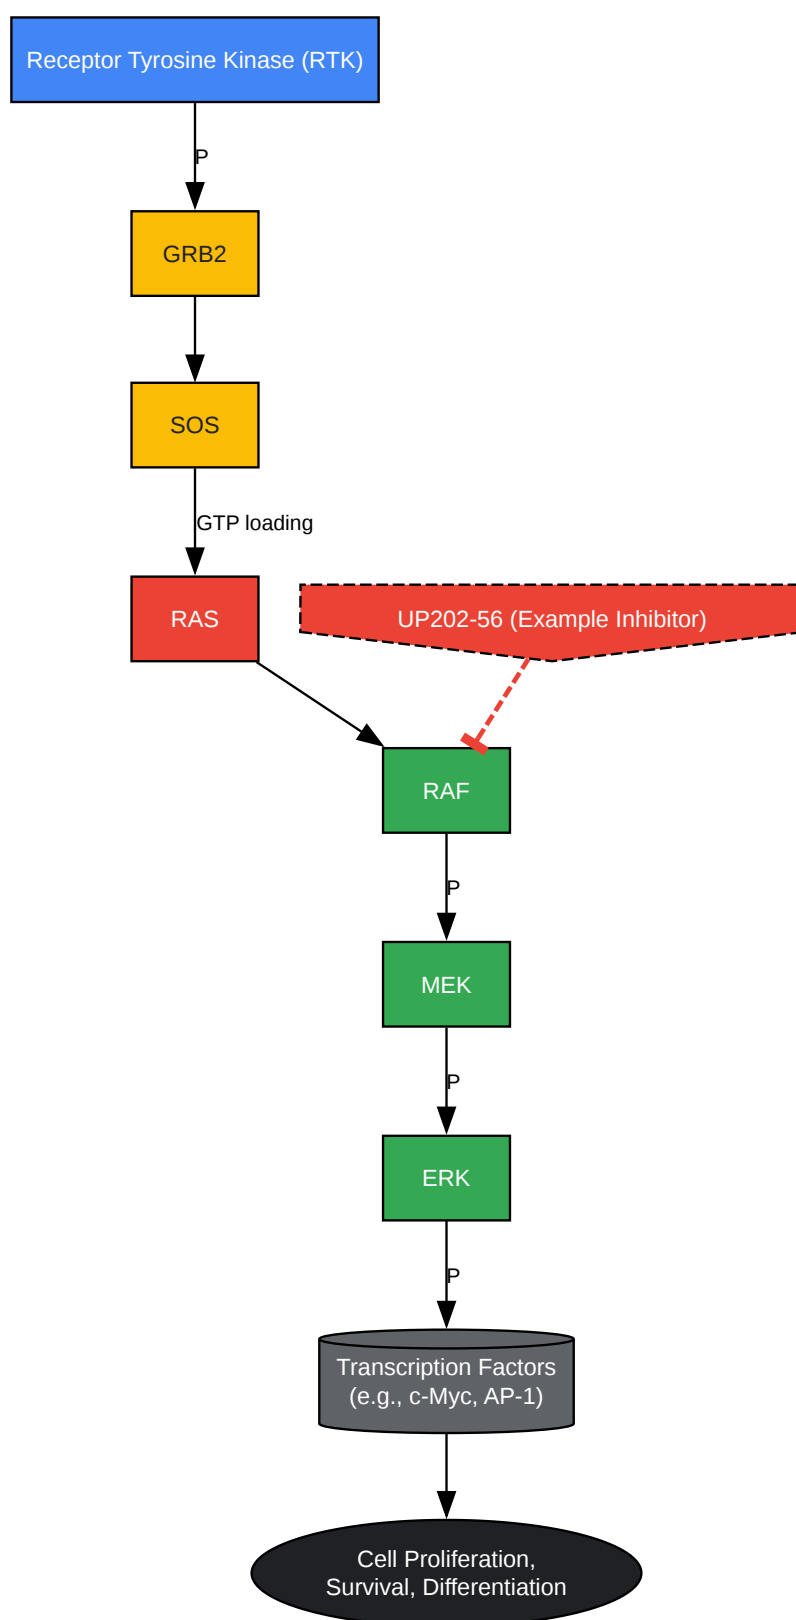 Receptor Tyrosine Kinase (RTK)
P
GRB2
SOS
GTP loading
RAS
UP202-56 (Example Inhibitor)
RAF
P
MEK
P
ERK
P
Transcription Factors
(e.g., c-Myc, AP-1)
Cell Proliferation,
Survival, Differentiation